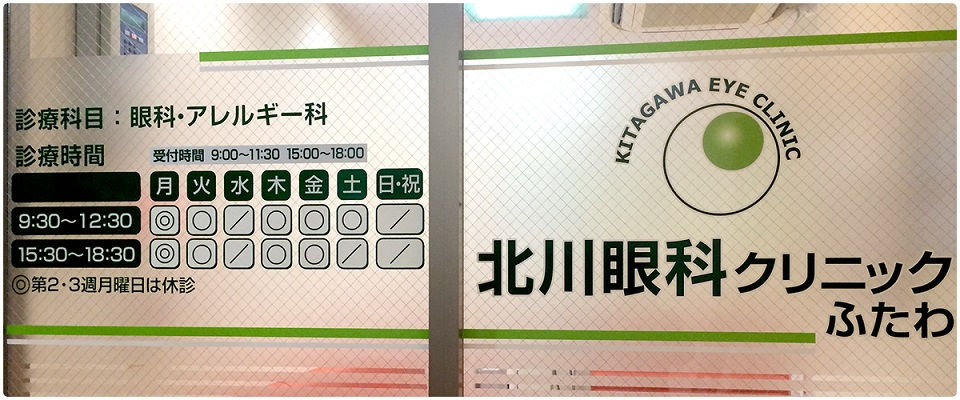 診療科目：眼科・アレルギー科
診療時間 受付時間 9:00～11:30 15:00～18:00
月 火 水 木 金 土 日・祝
9:30～12:30 ◎ ○ ／ ○ ○ ○ ／
15:30～18:30 ◎ ○ ／ ○ ○ ／ ／
◎第2・3週月曜日は休診
KITAGAWA EYE CLINIC
北川眼科クリニック
ふたわ